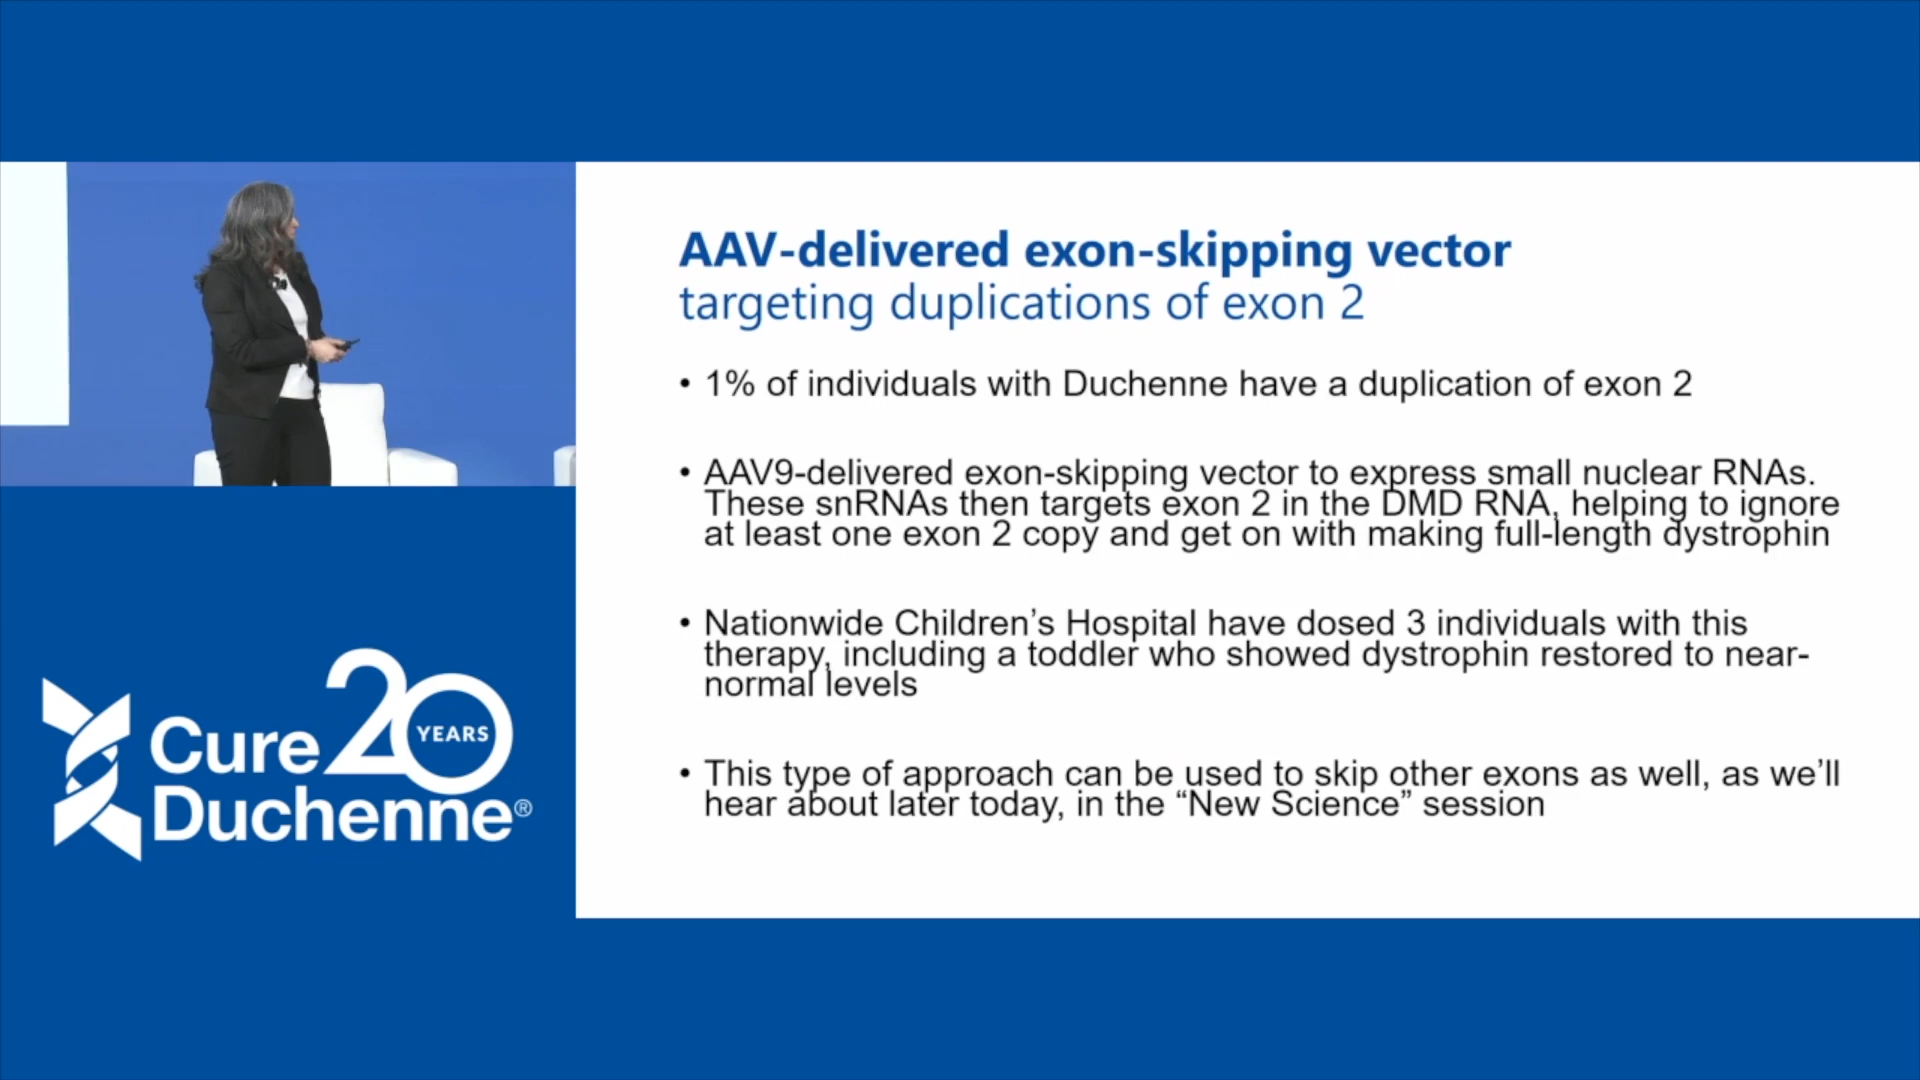 AAV-delivered exon-skipping vector
targeting duplications of exon 2
• 1% of individuals with Duchenne have a duplication of exon 2
• AAV9-delivered exon-skipping vector to express small nuclear RNAs.
These snRNAs then targets exon 2 in the DMD RNA, helping to ignore
at least one exon 2 copy and get on with making full-length dystrophin
• Nationwide Children’s Hospital have dosed 3 individuals with this
therapy, including a toddler who showed dystrophin restored to near-
normal levels
• This type of approach can be used to skip other exons as well, as we’ll
hear about later today, in the “New Science” session
20 YEARS
Cure
Duchenne®